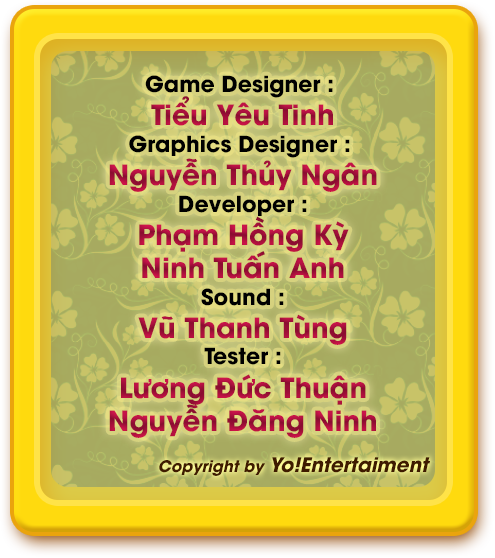 Game Designer :
Tiểu Yêu Tinh
Graphics Designer :
Nguyễn Thủy Ngân
Developer :
Phạm Hồng Kỳ
Ninh Tuấn Anh
Sound :
Vũ Thanh Tùng
Tester :
Lương Đức Thuận
Nguyễn Đăng Ninh
Copyright by Yo!Entertaiment